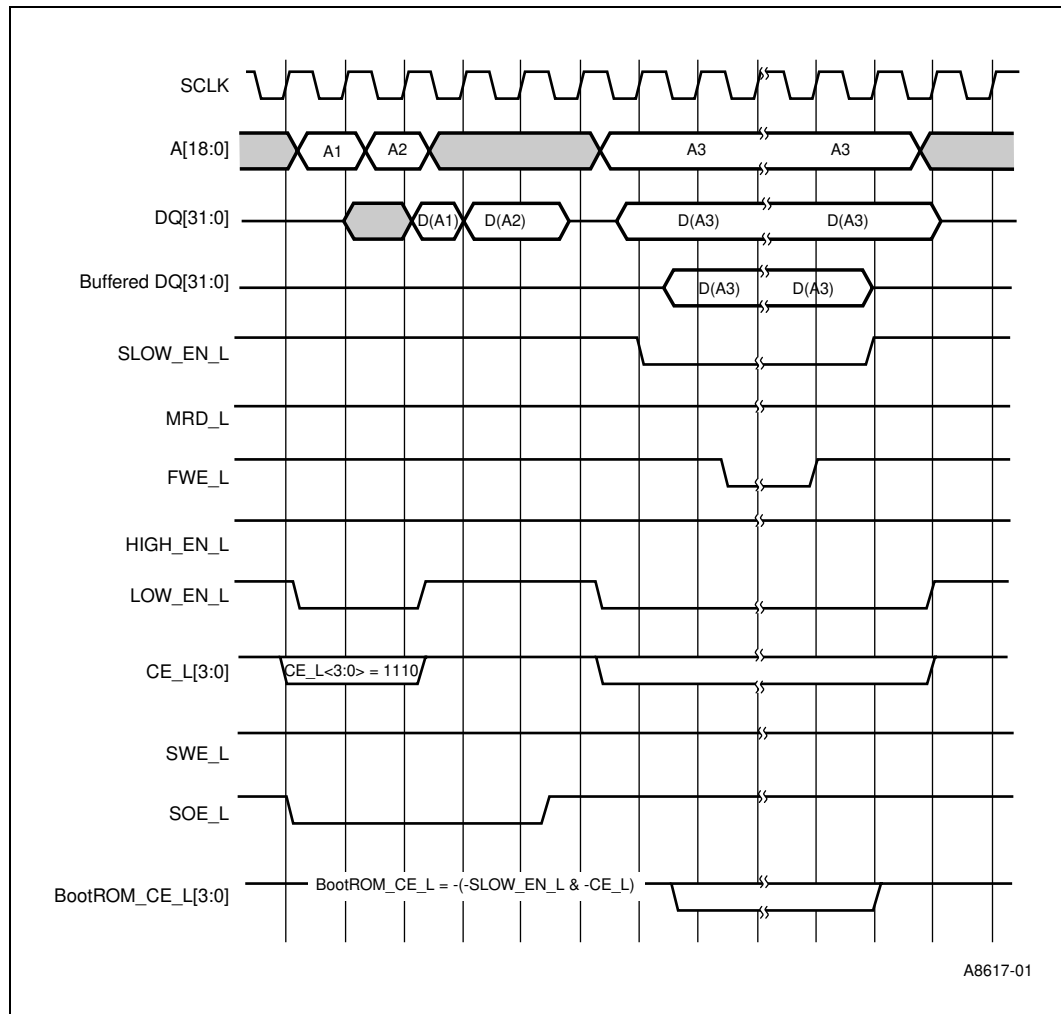 SCLK
A[18:0]
A1 A2 A3 A3
DQ[31:0]
D(A1) D(A2) D(A3) D(A3)
Buffered DQ[31:0]
D(A3) D(A3)
SLOW_EN_L
MRD_L
FWE_L
HIGH_EN_L
LOW_EN_L
CE_L[3:0]
CE_L<3:0> = 1110
SWE_L
SOE_L
BootROM_CE_L[3:0]
BootROM_CE_L = -(-SLOW_EN_L & -CE_L)
A8617-01